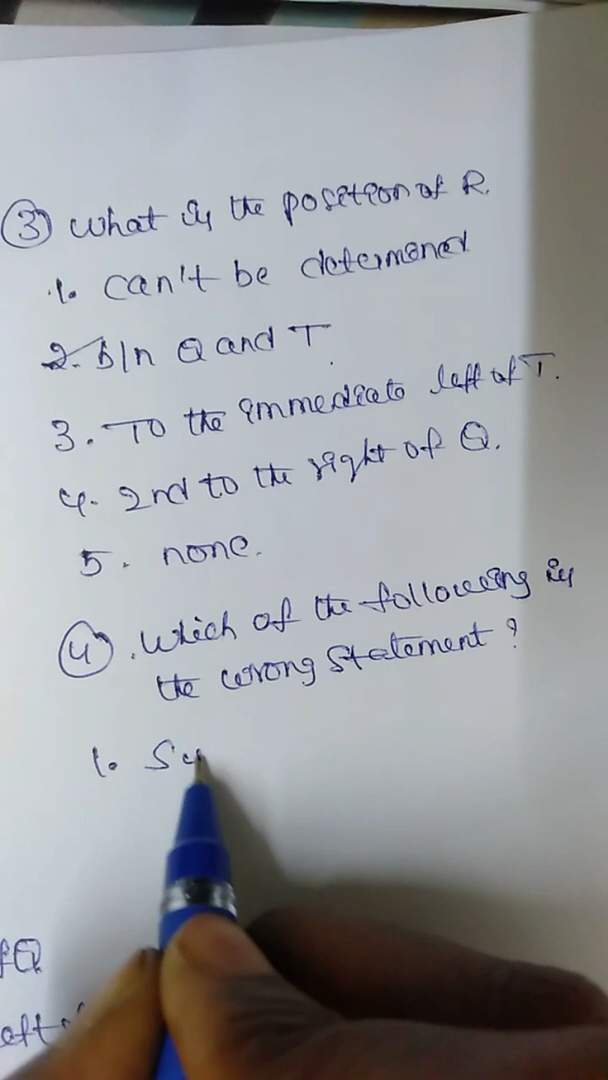 ③ What is the position of R.
1. can't be determined
2. b/n Q and T
3. To the immediate left of T.
4. 2nd to the right of Q.
5. none.
④. Which of the following is
the wrong statement?
1.